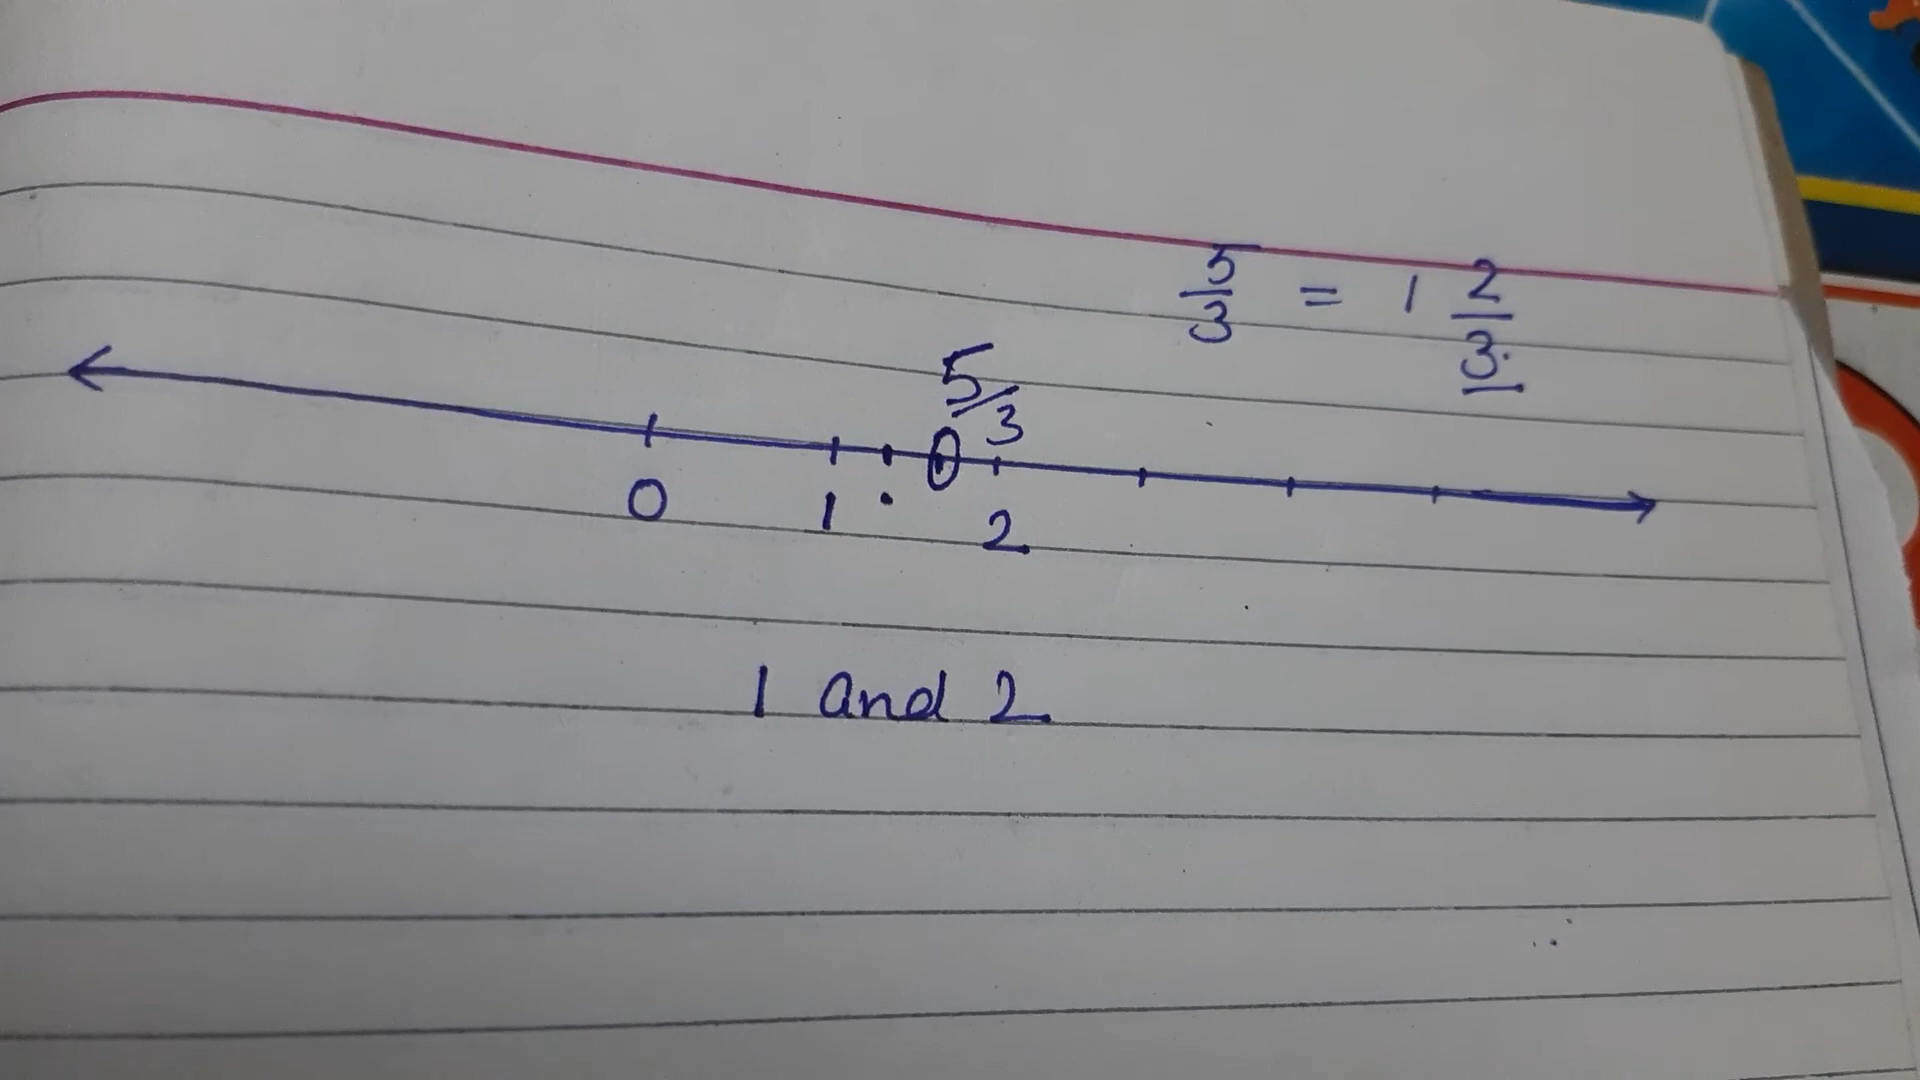 5/3 = 1 2/3
5/3
0 1 2
1 and 2